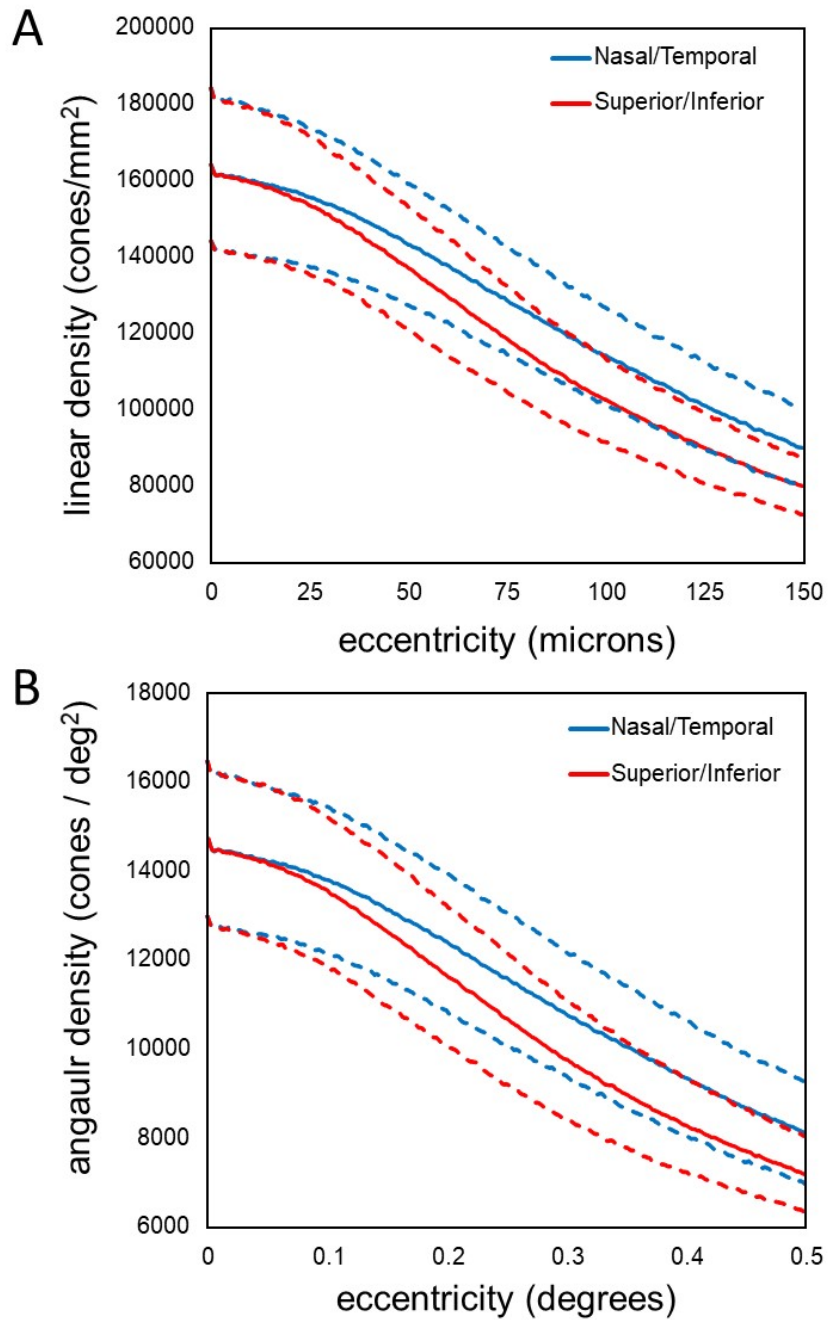 A
200000
180000
160000
140000
120000
100000
80000
60000
linear density (cones/mm²)
Nasal/Temporal
Superior/Inferior
0 25 50 75 100 125 150
eccentricity (microns)
B
18000
16000
14000
12000
10000
8000
6000
angaulr density (cones / deg²)
Nasal/Temporal
Superior/Inferior
0 0.1 0.2 0.3 0.4 0.5
eccentricity (degrees)